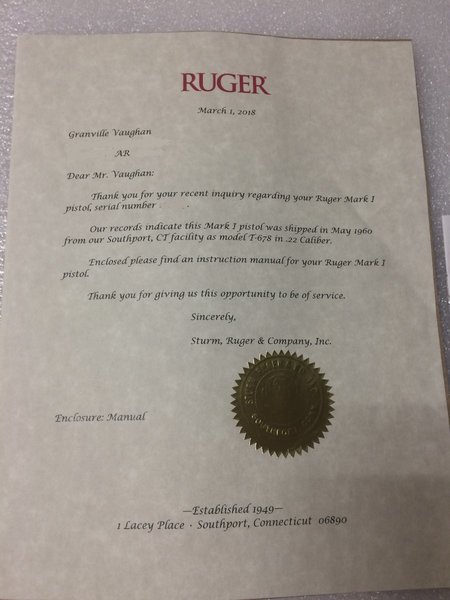 RUGER
March 1, 2018
Granville Vaughan
AR
Dear Mr. Vaughan:
Thank you for your recent inquiry regarding your Ruger Mark I
pistol, serial number
Our records indicate this Mark I pistol was shipped in May 1960
from our Southport, CT facility as model T-678 in .22 Caliber.
Enclosed please find an instruction manual for your Ruger Mark I
pistol.
Thank you for giving us this opportunity to be of service.
Sincerely,
Sturm, Ruger & Company, Inc.
Enclosure: Manual
—Established 1949—
1 Lacey Place · Southport, Connecticut 06890